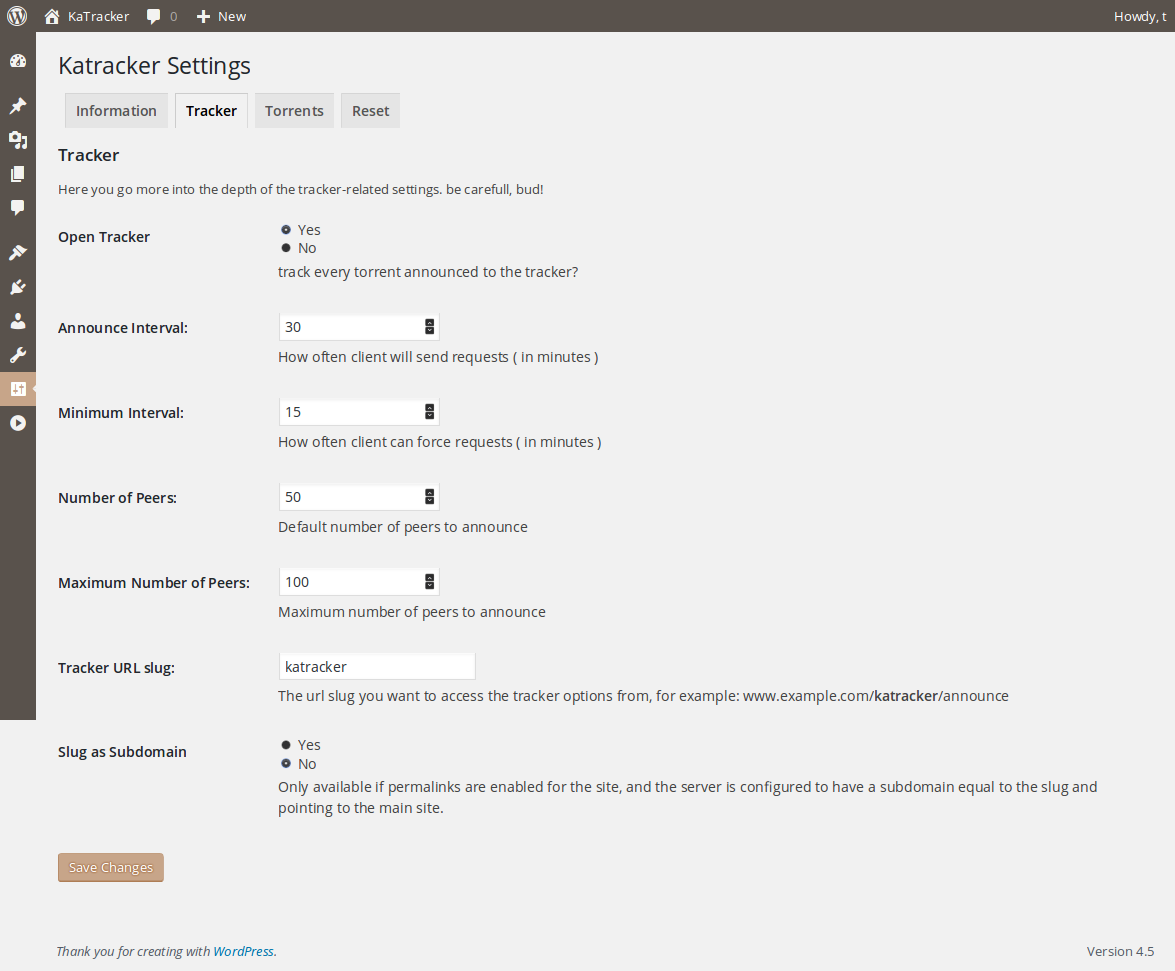 KaTracker 0 New Howdy, t
Katracker Settings
Information Tracker Torrents Reset
Tracker
Here you go more into the depth of the tracker-related settings. be carefull, bud!
Open Tracker
Yes
No
track every torrent announced to the tracker?
Announce Interval: 30
How often client will send requests ( in minutes )
Minimum Interval: 15
How often client can force requests ( in minutes )
Number of Peers: 50
Default number of peers to announce
Maximum Number of Peers: 100
Maximum number of peers to announce
Tracker URL slug: katracker
The url slug you want to access the tracker options from, for example: www.example.com/katracker/announce
Slug as Subdomain
Yes
No
Only available if permalinks are enabled for the site, and the server is configured to have a subdomain equal to the slug and
pointing to the main site.
Save Changes
Thank you for creating with WordPress. Version 4.5